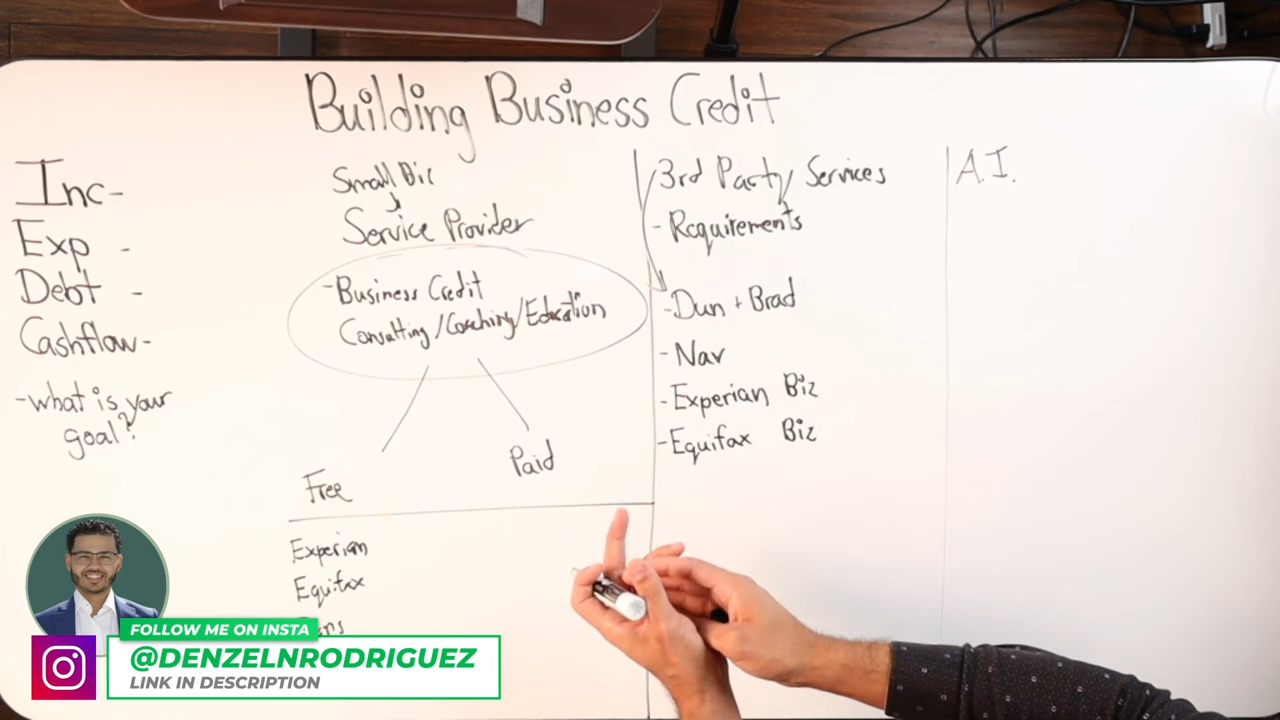 Building Business Credit
Inc-
Exp -
Debt -
Cashflow-
-what is your
goal?
Small Biz
Service Provider
-Business Credit
Consulting/Coaching/Education
Free
Paid
Experian
Equifax
3rd Party Services
- Requirements
-Dun + Brad
- Nav
- Experian Biz
-Equifax Biz
A.I.
FOLLOW ME ON INSTA
@DENZELNRODRIGUEZ
LINK IN DESCRIPTION